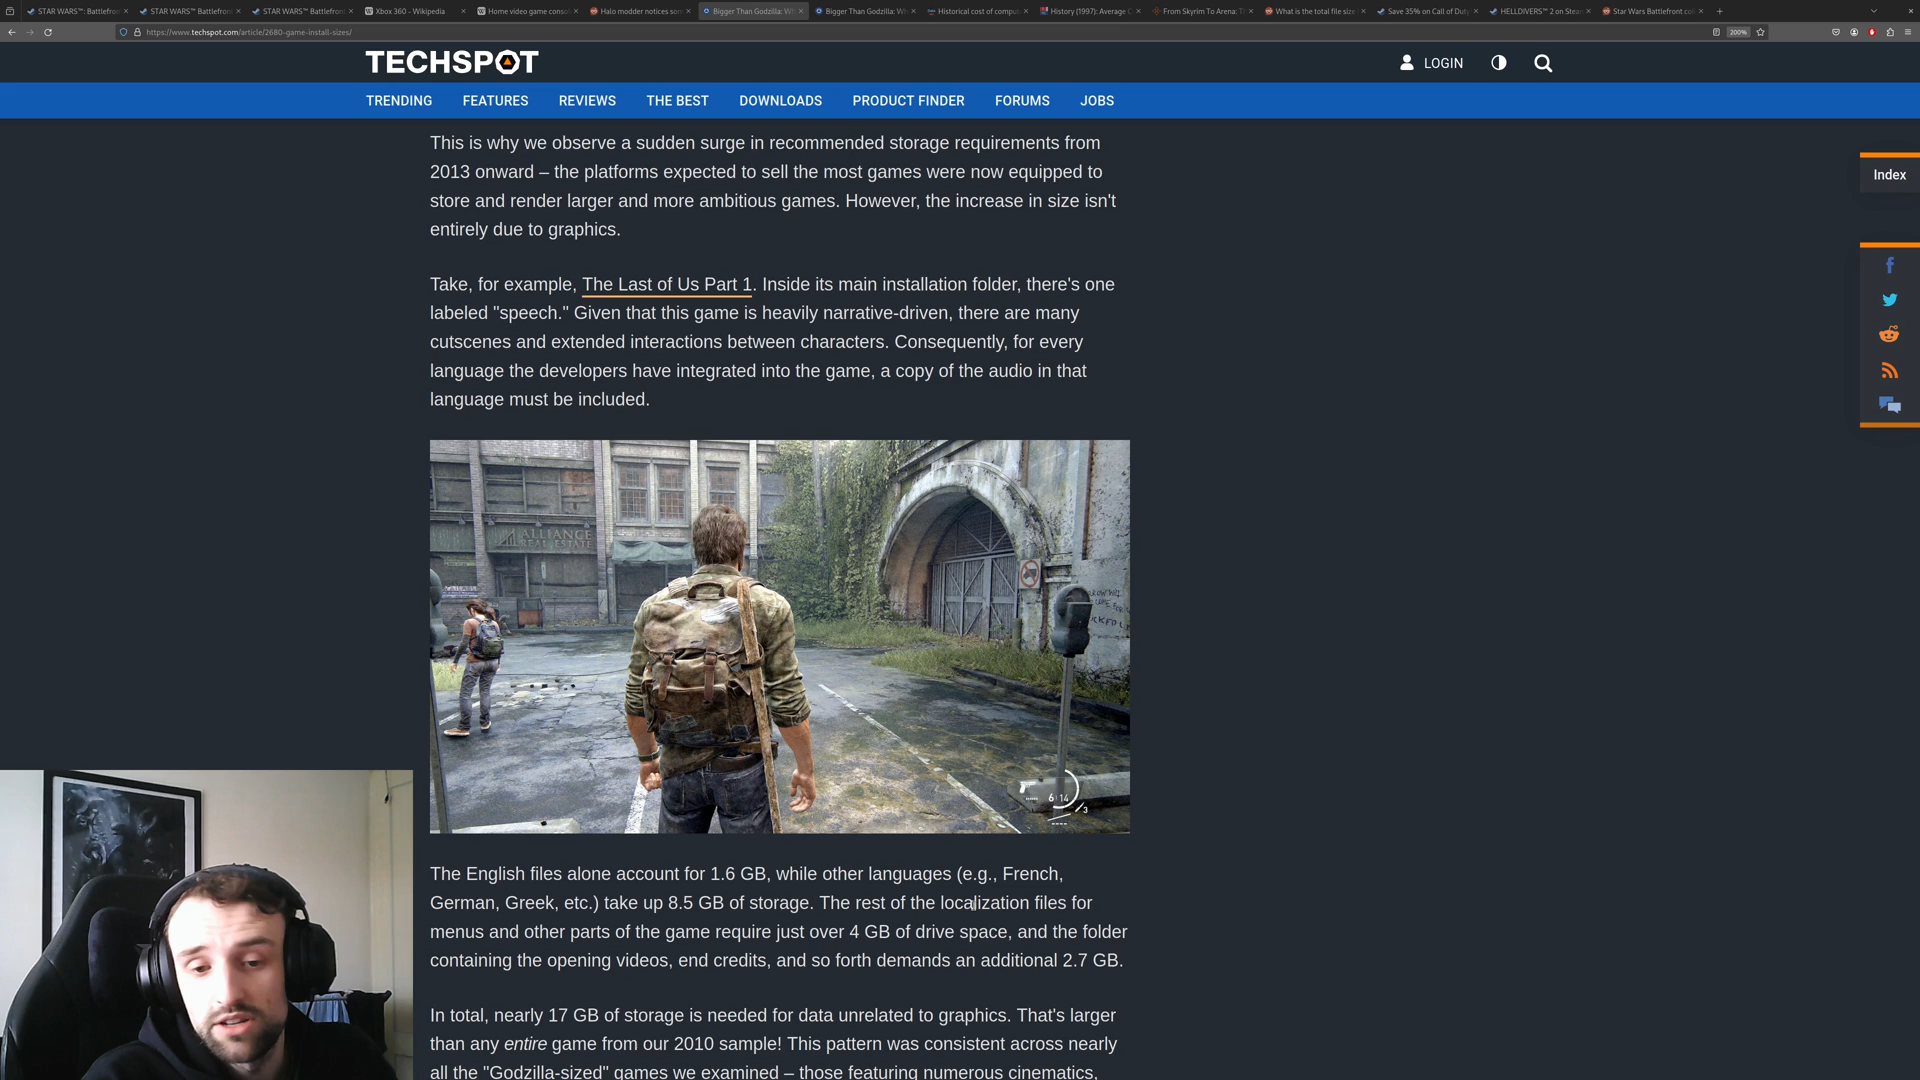 STAR WARS™: Battlefron
STAR WARS™ Battlefront
STAR WARS™ Battlefront
Xbox 360 - Wikipedia
Home video game consol
Halo modder notices som
Bigger Than Godzilla: Wh
Bigger Than Godzilla: Wh
Historical cost of comput
History (1997): Average C
From Skyrim To Arena: Th
What is the total file size
Save 35% on Call of Duty
HELLDIVERS™ 2 on Steam
Star Wars Battlefront col
https://www.techspot.com/article/2680-game-install-sizes/
200%
TECHSPOT
LOGIN
TRENDING
FEATURES
REVIEWS
THE BEST
DOWNLOADS
PRODUCT FINDER
FORUMS
JOBS
This is why we observe a sudden surge in recommended storage requirements from
2013 onward – the platforms expected to sell the most games were now equipped to
store and render larger and more ambitious games. However, the increase in size isn't
entirely due to graphics.
Index
Take, for example, The Last of Us Part 1. Inside its main installation folder, there's one
labeled "speech." Given that this game is heavily narrative-driven, there are many
cutscenes and extended interactions between characters. Consequently, for every
language the developers have integrated into the game, a copy of the audio in that
language must be included.
ALLIANCE
REAL ESTATE
6 14
3
The English files alone account for 1.6 GB, while other languages (e.g., French,
German, Greek, etc.) take up 8.5 GB of storage. The rest of the localization files for
menus and other parts of the game require just over 4 GB of drive space, and the folder
containing the opening videos, end credits, and so forth demands an additional 2.7 GB.
In total, nearly 17 GB of storage is needed for data unrelated to graphics. That's larger
than any entire game from our 2010 sample! This pattern was consistent across nearly
all the "Godzilla-sized" games we examined – those featuring numerous cinematics,